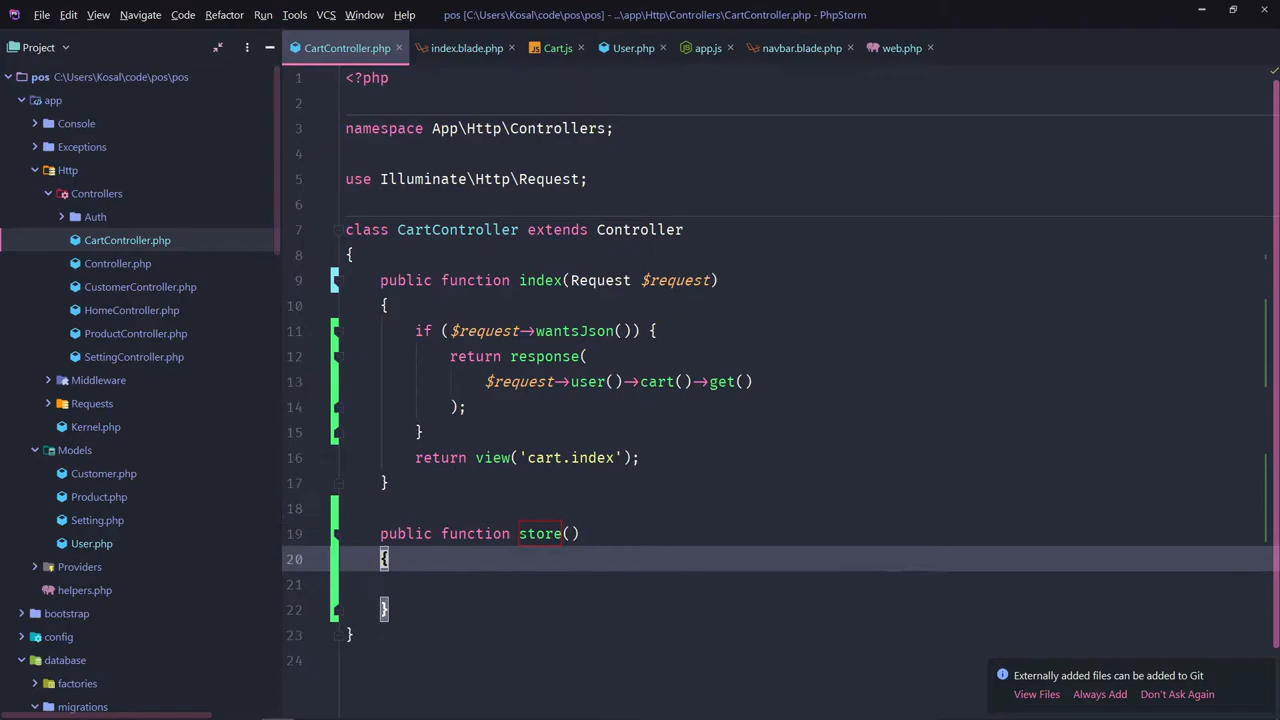 File Edit View Navigate Code Refactor Run Tools VCS Window Help pos [C:\Users\Kosal\code\pos\pos] - ...\app\Http\Controllers\CartController.php - PhpStorm
Project
CartController.php index.blade.php Cart.js User.php app.js navbar.blade.php web.php
pos C:\Users\Kosal\code\pos\pos
app
Console
Exceptions
Http
Controllers
Auth
CartController.php
Controller.php
CustomerController.php
HomeController.php
ProductController.php
SettingController.php
Middleware
Requests
Kernel.php
Models
Customer.php
Product.php
Setting.php
User.php
Providers
helpers.php
bootstrap
config
database
factories
migrations
1 <?php
2
3 namespace App\Http\Controllers;
4
5 use Illuminate\Http\Request;
6
7 class CartController extends Controller
8 {
9 public function index(Request $request)
10 {
11 if ($request->wantsJson()) {
12 return response(
13 $request->user()->cart()->get()
14 );
15 }
16 return view('cart.index');
17 }
18
19 public function store()
20 {
21
22 }
23 }
24
Externally added files can be added to Git
View Files Always Add Don't Ask Again